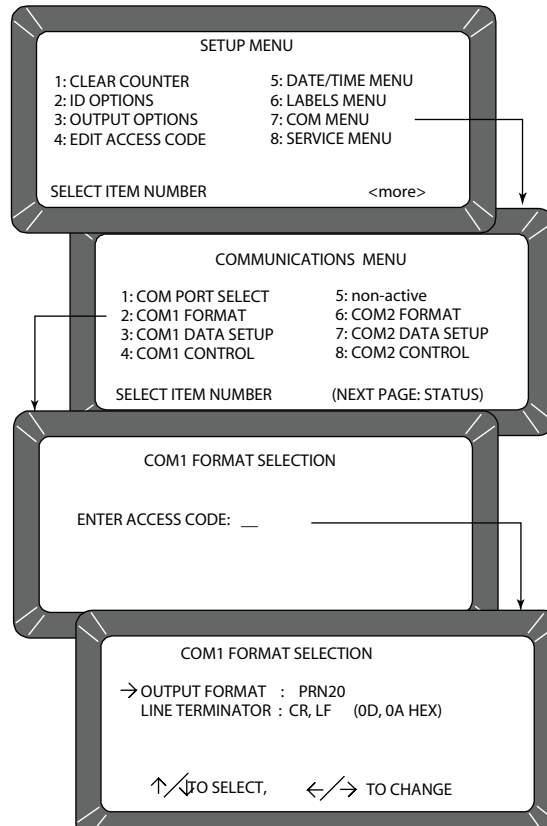 SETUP MENU
1: CLEAR COUNTER 5: DATE/TIME MENU
2: ID OPTIONS 6: LABELS MENU
3: OUTPUT OPTIONS 7: COM MENU
4: EDIT ACCESS CODE 8: SERVICE MENU
SELECT ITEM NUMBER <more>
COMMUNICATIONS MENU
1: COM PORT SELECT 5: non-active
2: COM1 FORMAT 6: COM2 FORMAT
3: COM1 DATA SETUP 7: COM2 DATA SETUP
4: COM1 CONTROL 8: COM2 CONTROL
SELECT ITEM NUMBER (NEXT PAGE: STATUS)
COM1 FORMAT SELECTION
ENTER ACCESS CODE: __
COM1 FORMAT SELECTION
→ OUTPUT FORMAT : PRN20
LINE TERMINATOR : CR, LF (0D, 0A HEX)
↑/↓ TO SELECT, ←/→ TO CHANGE